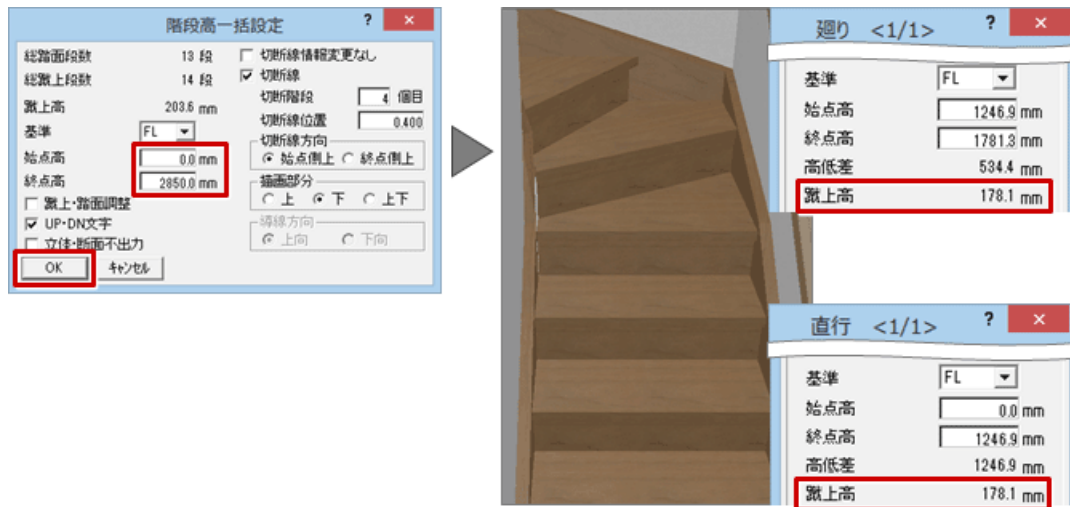 階段高一括設定 ? ×
総踏面段数 13 段
総蹴上段数 14 段
蹴上高 203.6 mm
基準 FL
始点高 0.0 mm
終点高 2850.0 mm
蹴上・踏面調整
UP・DN文字
立体・断面不出力
OK キャンセル
切断線情報変更なし
切断線
切断階段 4 個目
切断線位置 0.400
切断線方向
始点側上 終点側上
描画部分
上 下 上下
導線方向
上向 下向
廻り <1/1> ? ×
基準 FL
始点高 1246.9 mm
終点高 1781.3 mm
高低差 534.4 mm
蹴上高 178.1 mm
直行 <1/1> ? ×
基準 FL
始点高 0.0 mm
終点高 1246.9 mm
高低差 1246.9 mm
蹴上高 178.1 mm